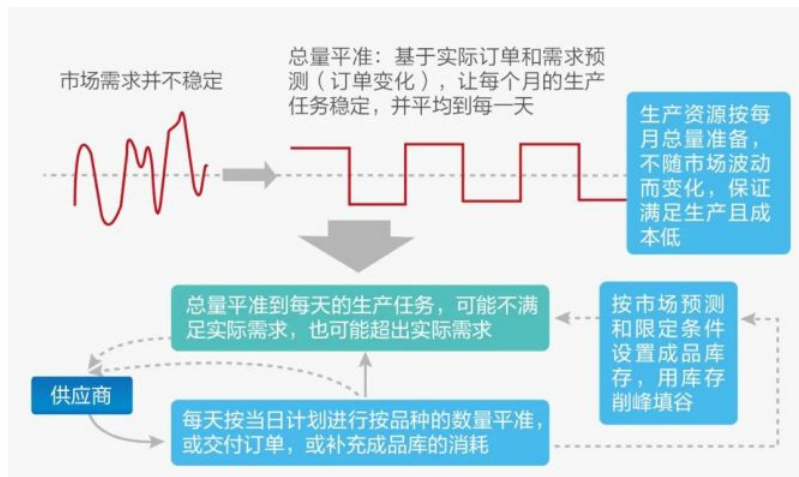 市场需求并不稳定
总量平准：基于实际订单和需求预
测（订单变化），让每个月的生产
任务稳定，并平均到每一天
生产资源按每
月总量准备，
不随市场波动
而变化，保证
满足生产且成
本低
总量平准到每天的生产任务，可能不满
足实际需求，也可能超出实际需求
按市场预测
和限定条件
设置成品库
存，用库存
削峰填谷
供应商
每天按当日计划进行按品种的数量平准，
或交付订单，或补充成品库的消耗